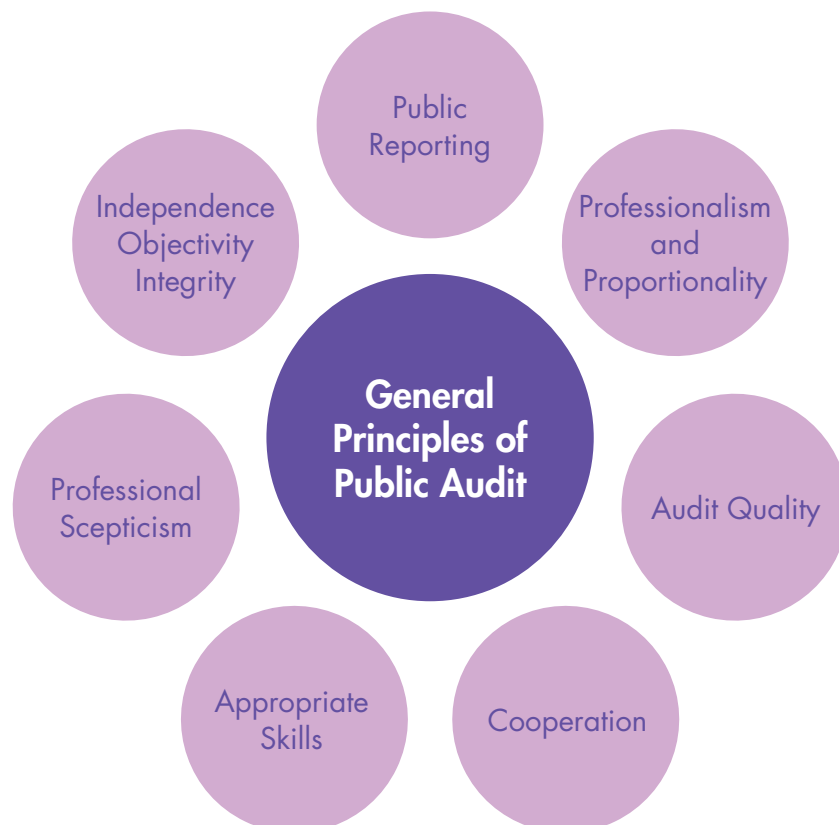 Public
Reporting
Independence
Objectivity
Integrity
Professionalism
and
Proportionality
General
Principles of
Public Audit
Professional
Scepticism
Audit Quality
Appropriate
Skills
Cooperation